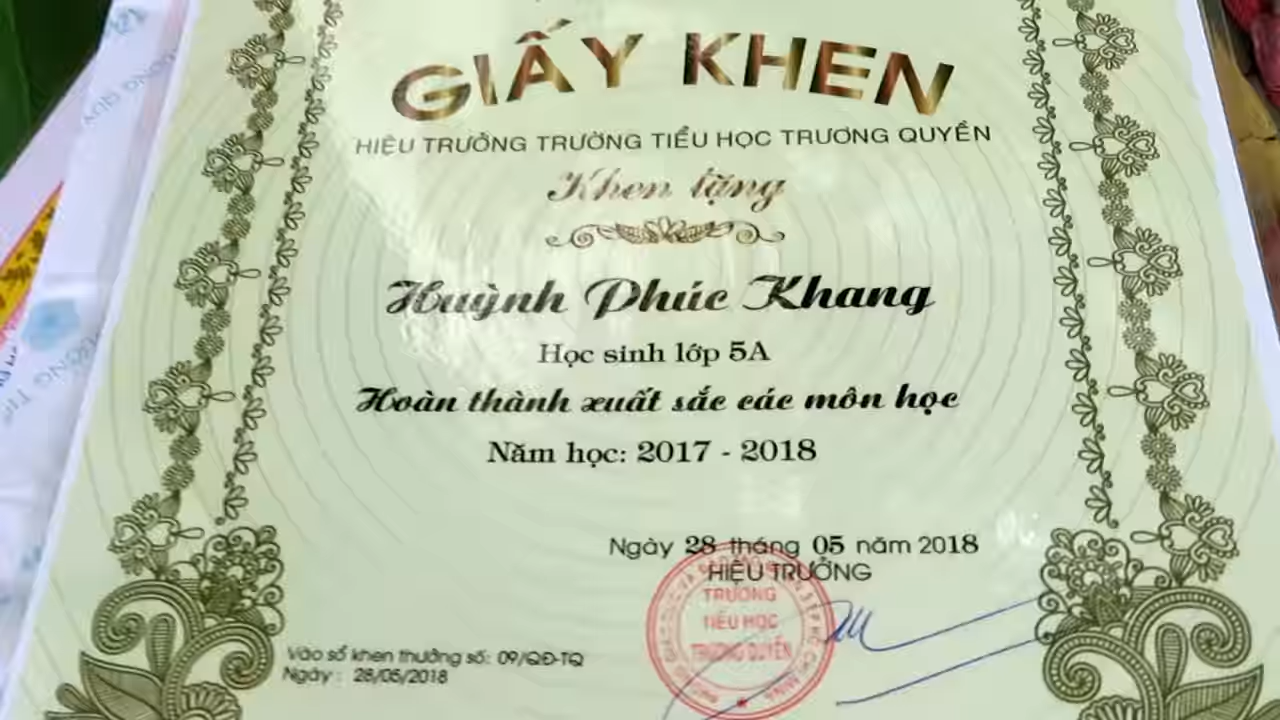 GIẤY KHEN
HIỆU TRƯỞNG TRƯỜNG TIỂU HỌC TRƯƠNG QUYỀN
Khen tặng
Huỳnh Phúc Khang
Học sinh lớp 5A
Hoàn thành xuất sắc các môn học
Năm học: 2017 - 2018
Ngày 28 tháng 05 năm 2018
HIỆU TRƯỞNG
TRƯỜNG
TIỂU HỌC
TRƯƠNG QUYỀN
Vào sổ khen thưởng số: 09/QĐ-TQ
Ngày : 28/05/2018